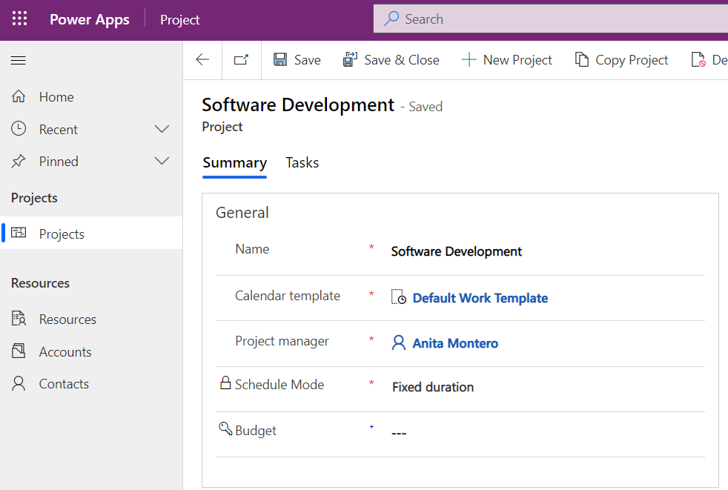 Power Apps Project Search
Save Save & Close New Project Copy Project De
Home
Recent
Pinned
Projects
Projects
Resources
Resources
Accounts
Contacts
Software Development - Saved
Project
Summary Tasks
General
Name * Software Development
Calendar template * Default Work Template
Project manager * Anita Montero
Schedule Mode * Fixed duration
Budget + ---